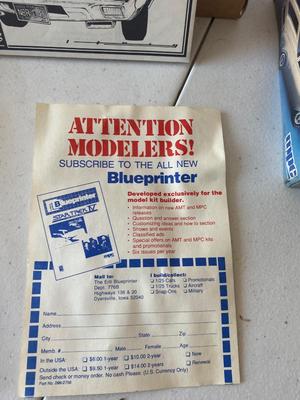 ATTENTION
MODELERS!
SUBSCRIBE TO THE ALL NEW
Blueprinter
Developed exclusively for the
model kit builder.
• Information on new AMT and MPC
releases
• Question and answer section
• Customizing ideas and how to section
• Shows and events
• Classified ads
• Special offers on AMT and MPC kits
and promotionals
• Six issues per year
Blueprinter
STAR TREK IV
Mail to:
The Ertl Blueprinter
Dept. 776B
Highways 136 & 20
Dyersville, Iowa 52040
I build/collect:
☐ 1/25 Cars ☐ Promotionals
☐ 1/25 Trucks ☐ Aircraft
☐ Snap Ons ☐ Military
Name
Address
City State Zip
Memb. # Male Female Age
In the USA: ☐ $6.00 1-year ☐ $10.00 2-year ☐ New
Outside the USA: ☐ $9.50 1-year ☐ $14.00 2-year ☐ Renewal
Send check or money order. No cash Please. (U.S. Currency Only)